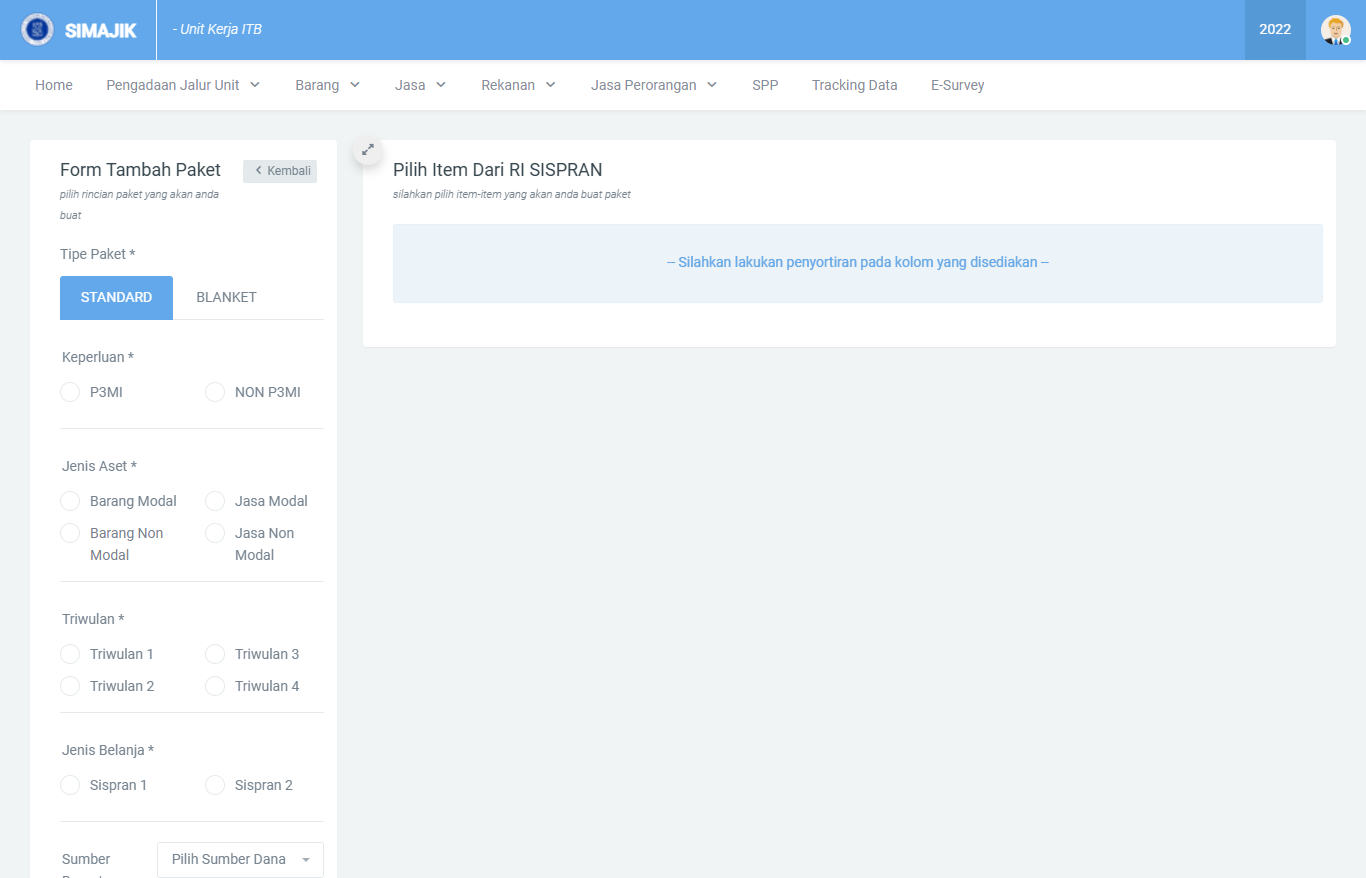 SIMAJIK
- Unit Kerja ITB
2022
Home Pengadaan Jalur Unit Barang Jasa Rekanan Jasa Perorangan SPP Tracking Data E-Survey
Form Tambah Paket
Kembali
pilih rincian paket yang akan anda
buat
Tipe Paket *
STANDARD BLANKET
Keperluan *
P3MI NON P3MI
Jenis Aset *
Barang Modal Jasa Modal
Barang Non
Modal
Jasa Non
Modal
Triwulan *
Triwulan 1 Triwulan 3
Triwulan 2 Triwulan 4
Jenis Belanja *
Sispran 1 Sispran 2
Sumber
Pilih Sumber Dana
Pilih Item Dari RI SISPRAN
silahkan pilih item-item yang akan anda buat paket
-- Silahkan lakukan penyortiran pada kolom yang disediakan --